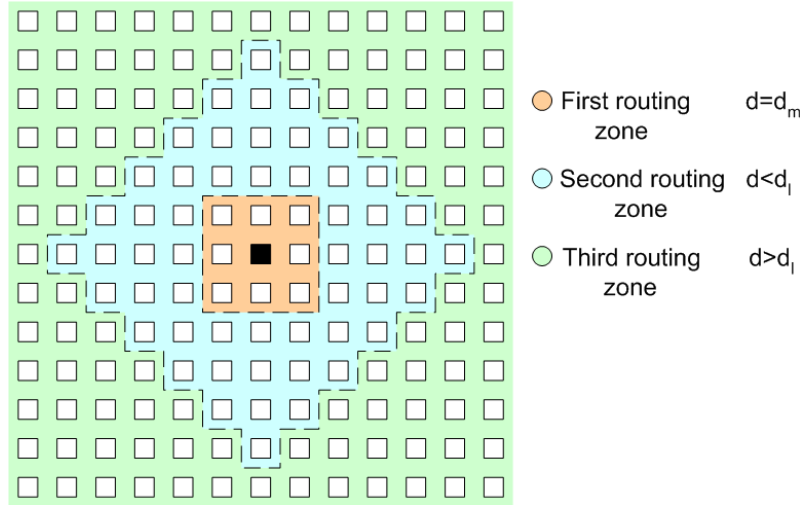 First routing zone d=dm
Second routing zone d<dl
Third routing zone d>dl